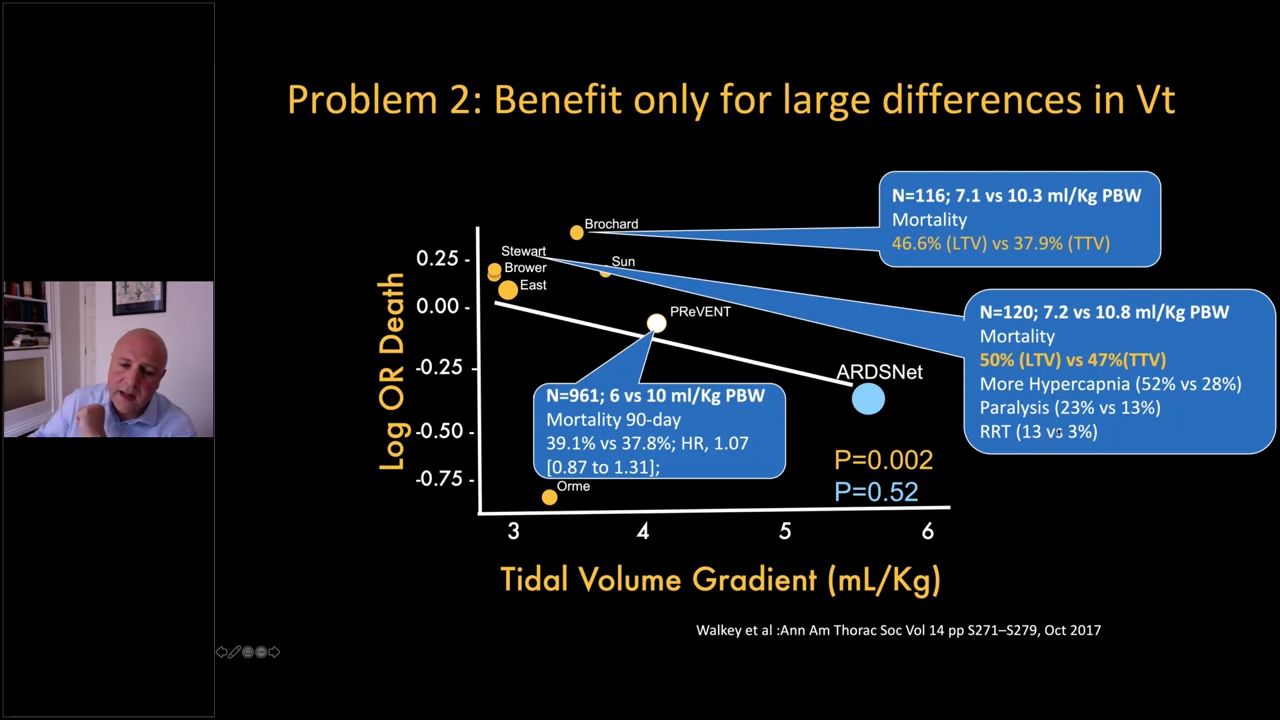 Problem 2: Benefit only for large differences in Vt
N=116; 7.1 vs 10.3 ml/Kg PBW
Mortality
46.6% (LTV) vs 37.9% (TTV)
Brochard
Stewart
Sun
Brower
East
PReVENT
ARDSNet
Orme
N=120; 7.2 vs 10.8 ml/Kg PBW
Mortality
50% (LTV) vs 47%(TTV)
More Hypercapnia (52% vs 28%)
Paralysis (23% vs 13%)
RRT (13 vs 3%)
N=961; 6 vs 10 ml/Kg PBW
Mortality 90-day
39.1% vs 37.8%; HR, 1.07
[0.87 to 1.31];
P=0.002
P=0.52
Log OR Death
0.25 -
0.00 -
-0.25 -
-0.50 -
-0.75 -
3 4 5 6
Tidal Volume Gradient (mL/Kg)
Walkey et al :Ann Am Thorac Soc Vol 14 pp S271–S279, Oct 2017